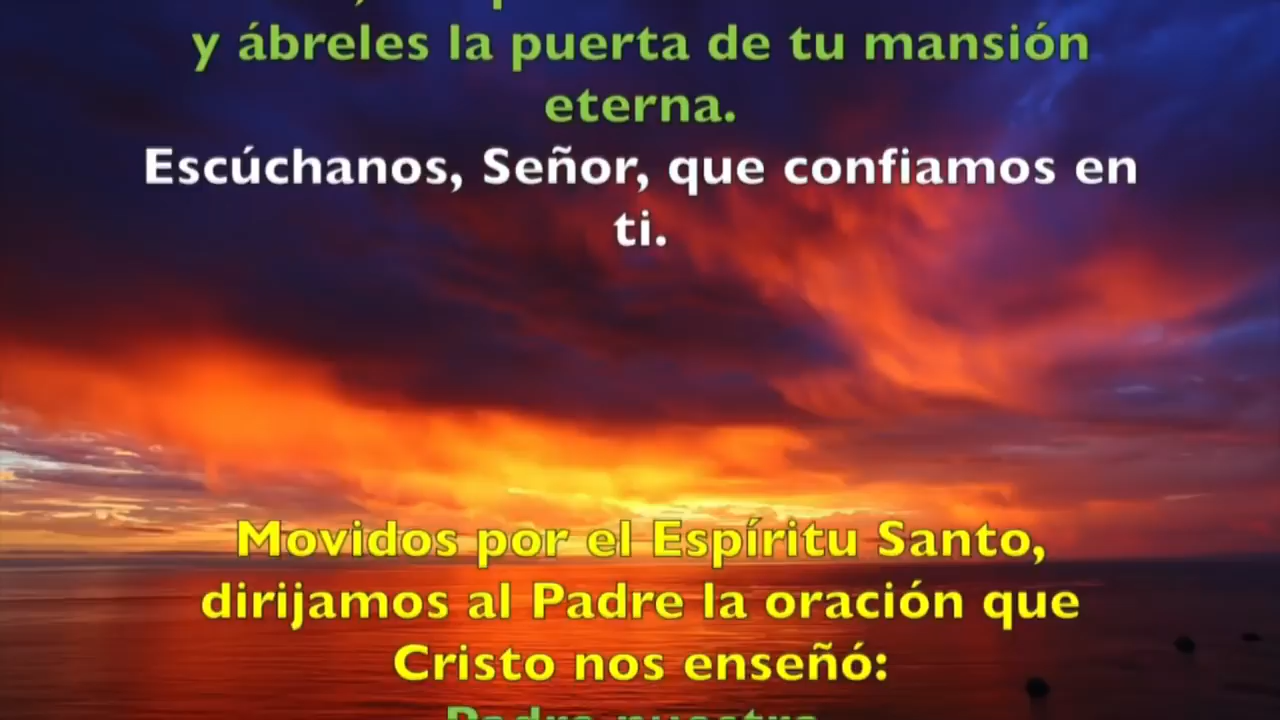 y ábreles la puerta de tu mansión
eterna.
Escúchanos, Señor, que confiamos en
ti.
Movidos por el Espíritu Santo,
dirijamos al Padre la oración que
Cristo nos enseñó:
Padre nuestro